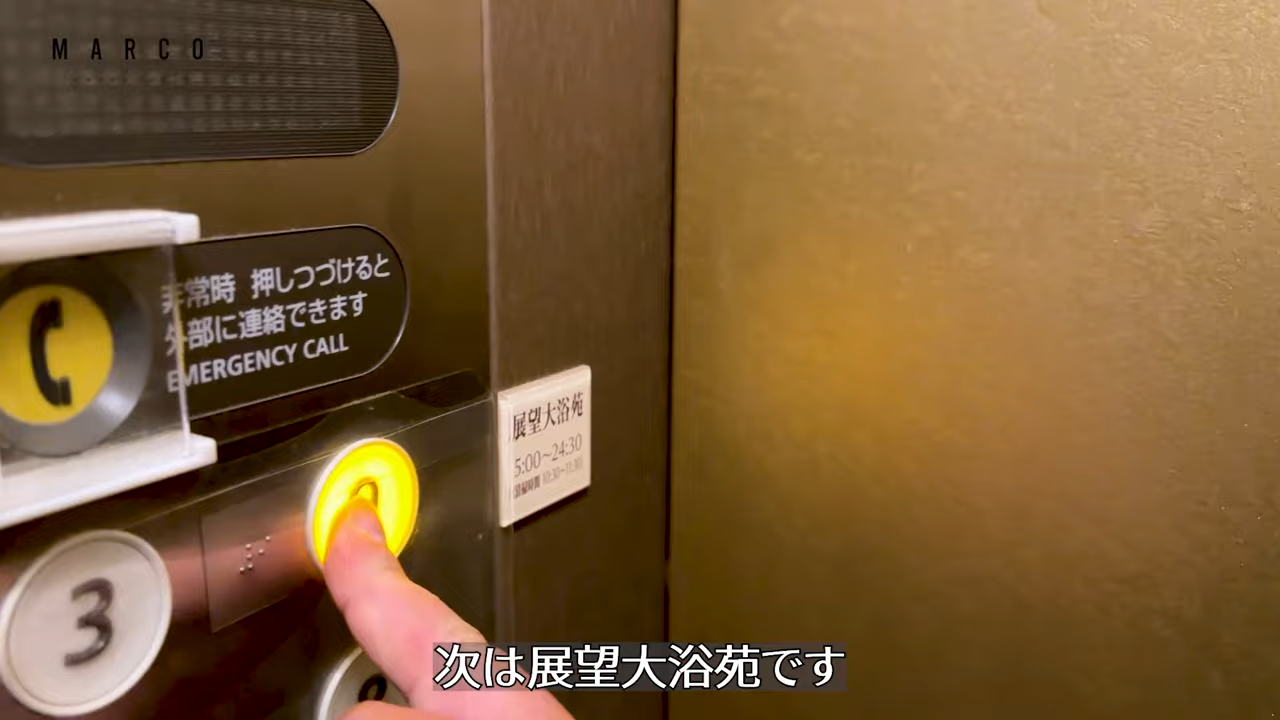 MARCO
非常時 押しつづけると
外部に連絡できます
EMERGENCY CALL
展望大浴苑
5:00~24:30
3
次は展望大浴苑です